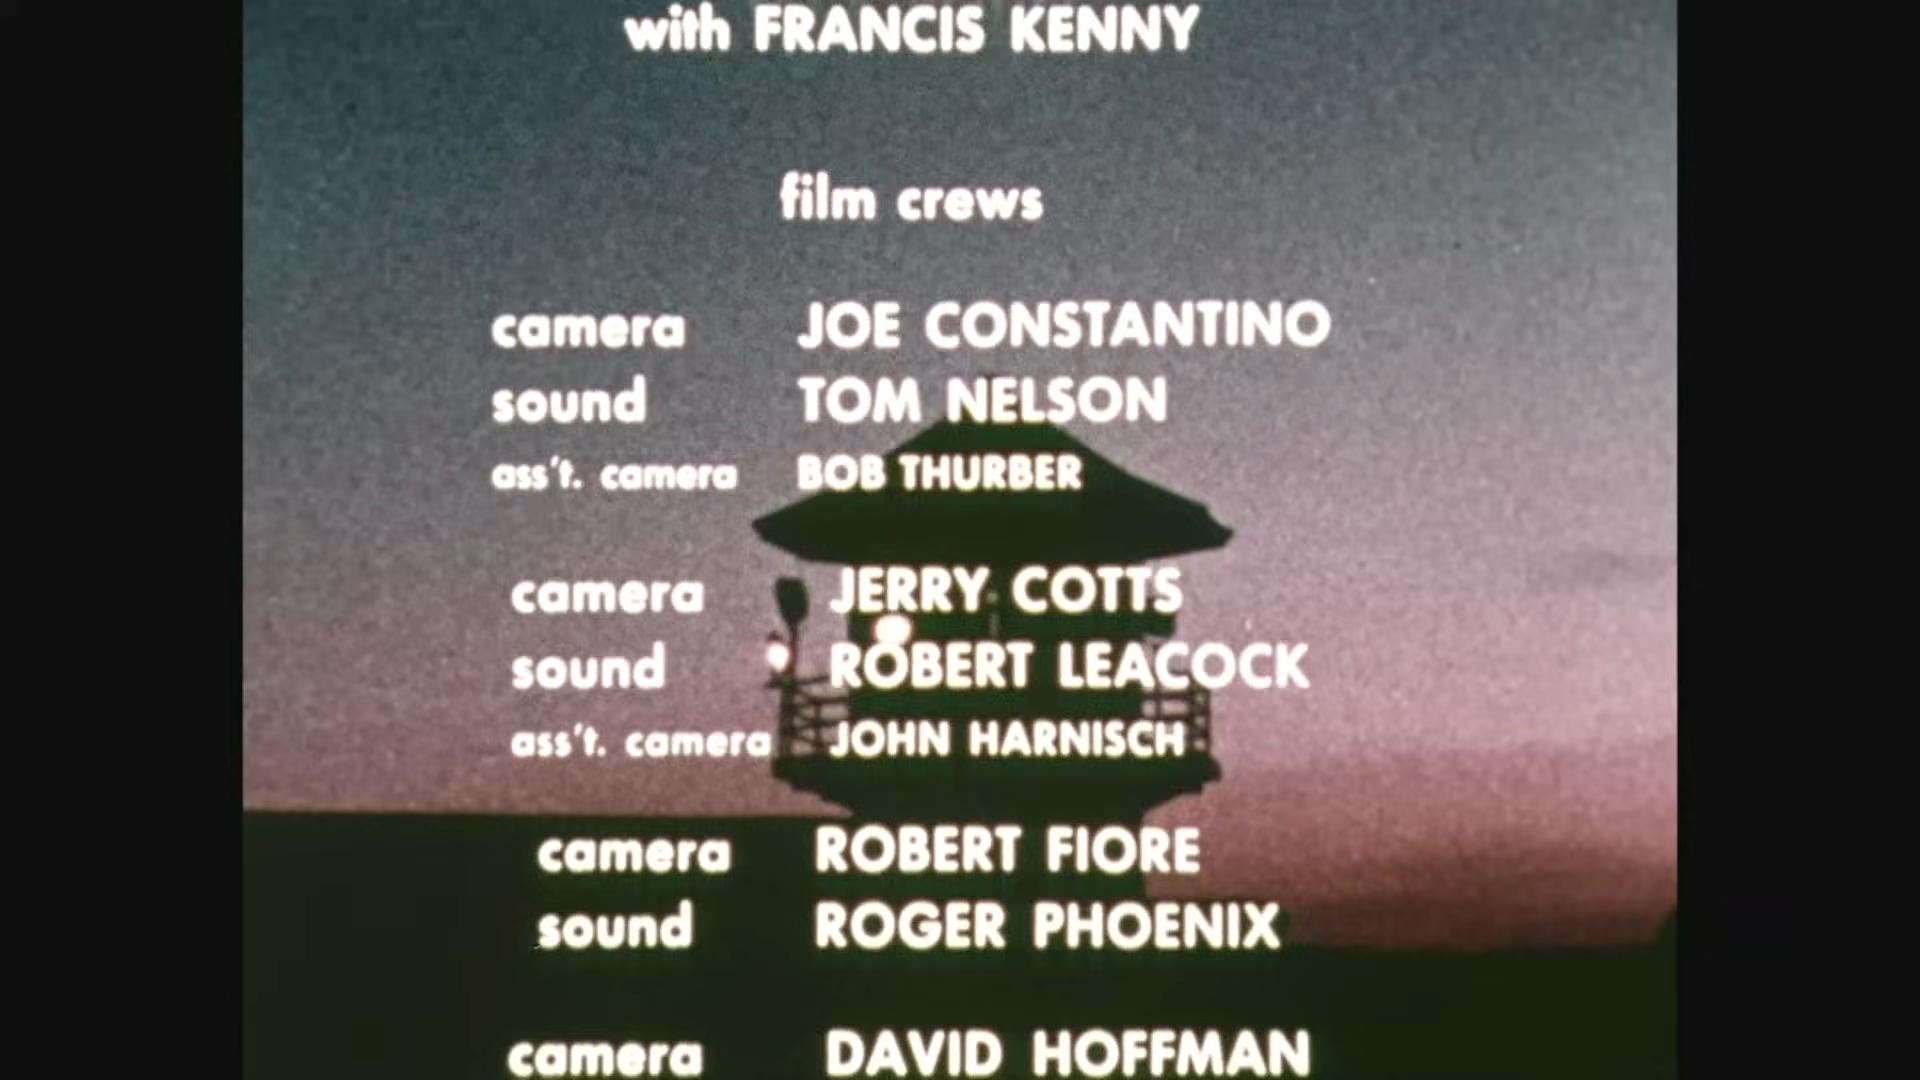 with FRANCIS KENNY
film crews
camera JOE CONSTANTINO
sound TOM NELSON
ass't. camera BOB THURBER
camera JERRY COTTS
sound ROBERT LEACOCK
ass't. camera JOHN HARNISCH
camera ROBERT FIORE
sound ROGER PHOENIX
camera DAVID HOFFMAN